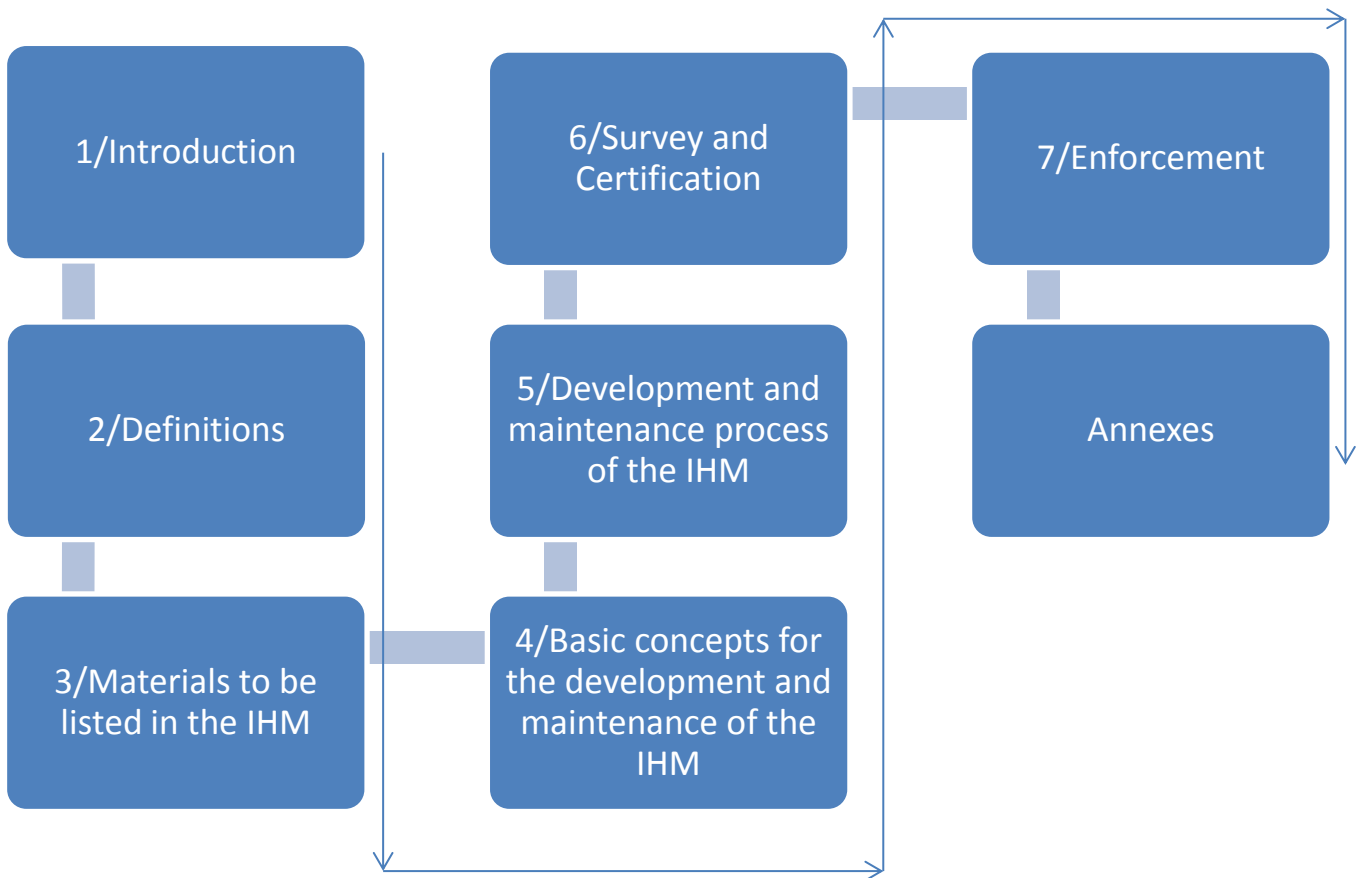 1/Introduction
2/Definitions
3/Materials to be
listed in the IHM
4/Basic concepts for
the development and
maintenance of the
IHM
5/Development and
maintenance process
of the IHM
6/Survey and
Certification
7/Enforcement
Annexes